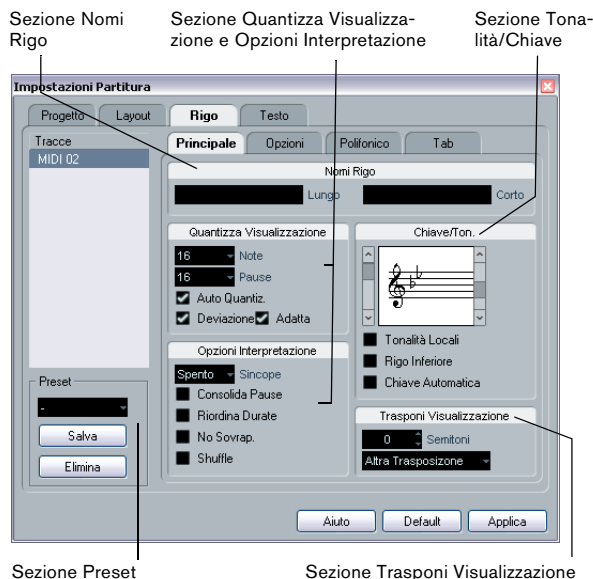 Sezione Nomi
Rigo
Sezione Quantizza Visualizza-
zione e Opzioni Interpretazione
Sezione Tona-
lità/Chiave
Impostazioni Partitura
Progetto
Layout
Rigo
Testo
Tracce
MIDI 02
Principale
Opzioni
Polifonico
Tab
Nomi Rigo
Lungo
Corto
Quantizza Visualizzazione
16 Note
16 Pause
Auto Quantiz.
Deviazione Adatta
Chiave/Ton.
Tonalità Locali
Rigo Inferiore
Chiave Automatica
Opzioni Interpretazione
Spento Sincope
Consolida Pause
Riordina Durate
No Sovrap.
Shuffle
Trasponi Visualizzazione
0 Semitoni
Altra Trasposizone
Preset
-
Salva
Elimina
Aiuto
Default
Applica
Sezione Preset
Sezione Trasponi Visualizzazione